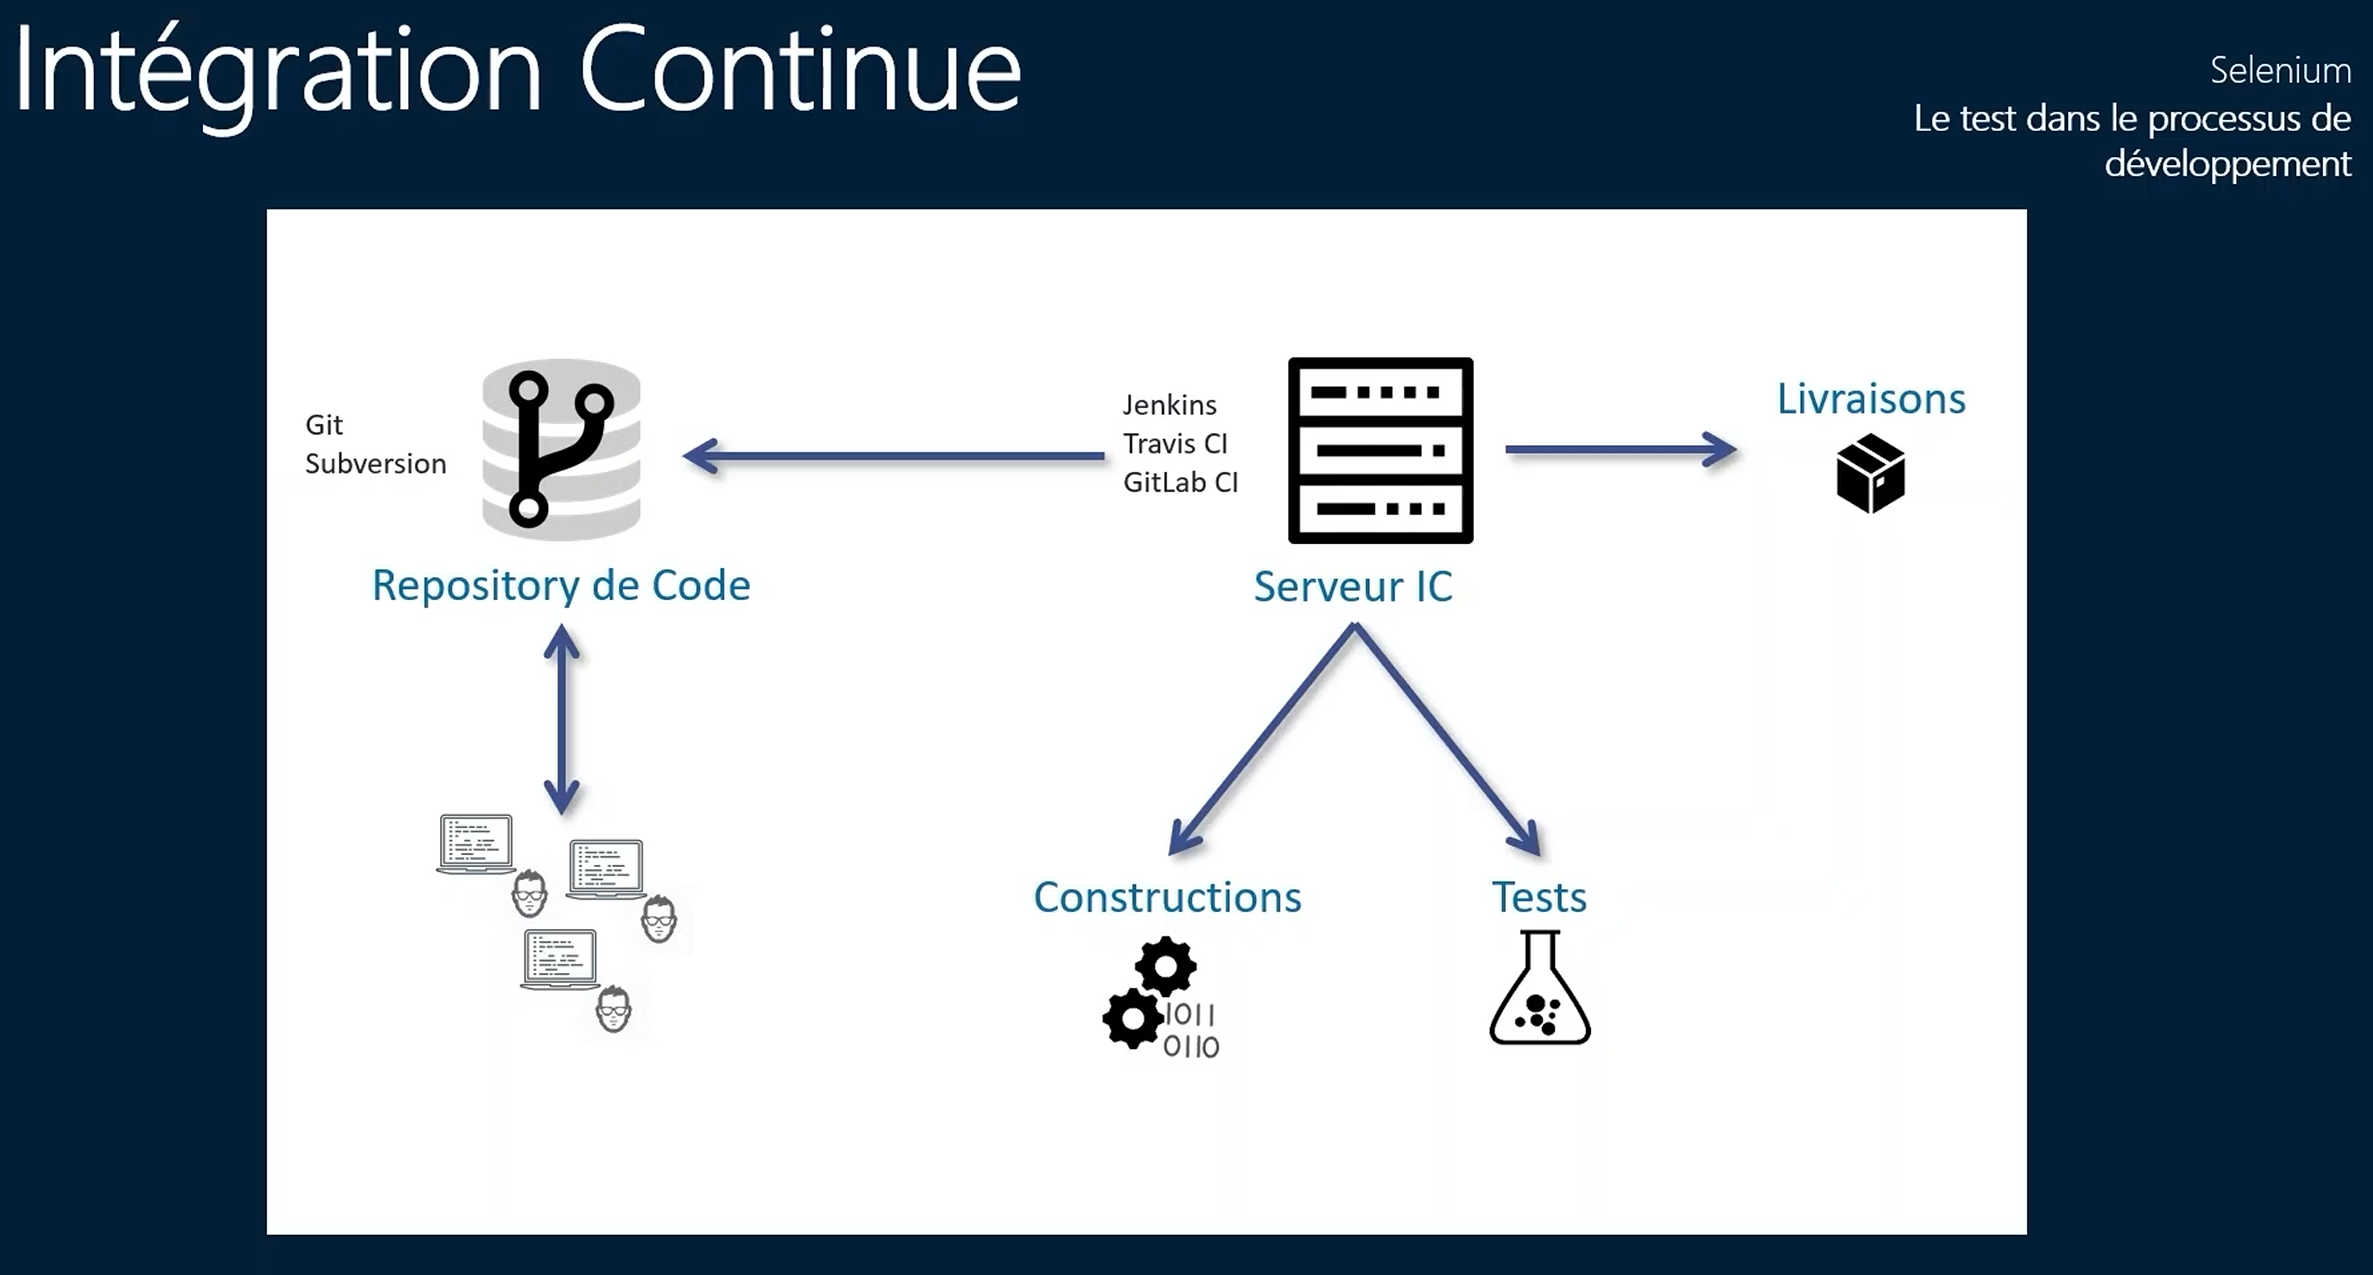 Intégration Continue
Selenium
Le test dans le processus de
développement
Git
Subversion
Repository de Code
Jenkins
Travis CI
GitLab CI
Serveur IC
Livraisons
Constructions
1011
0110
Tests